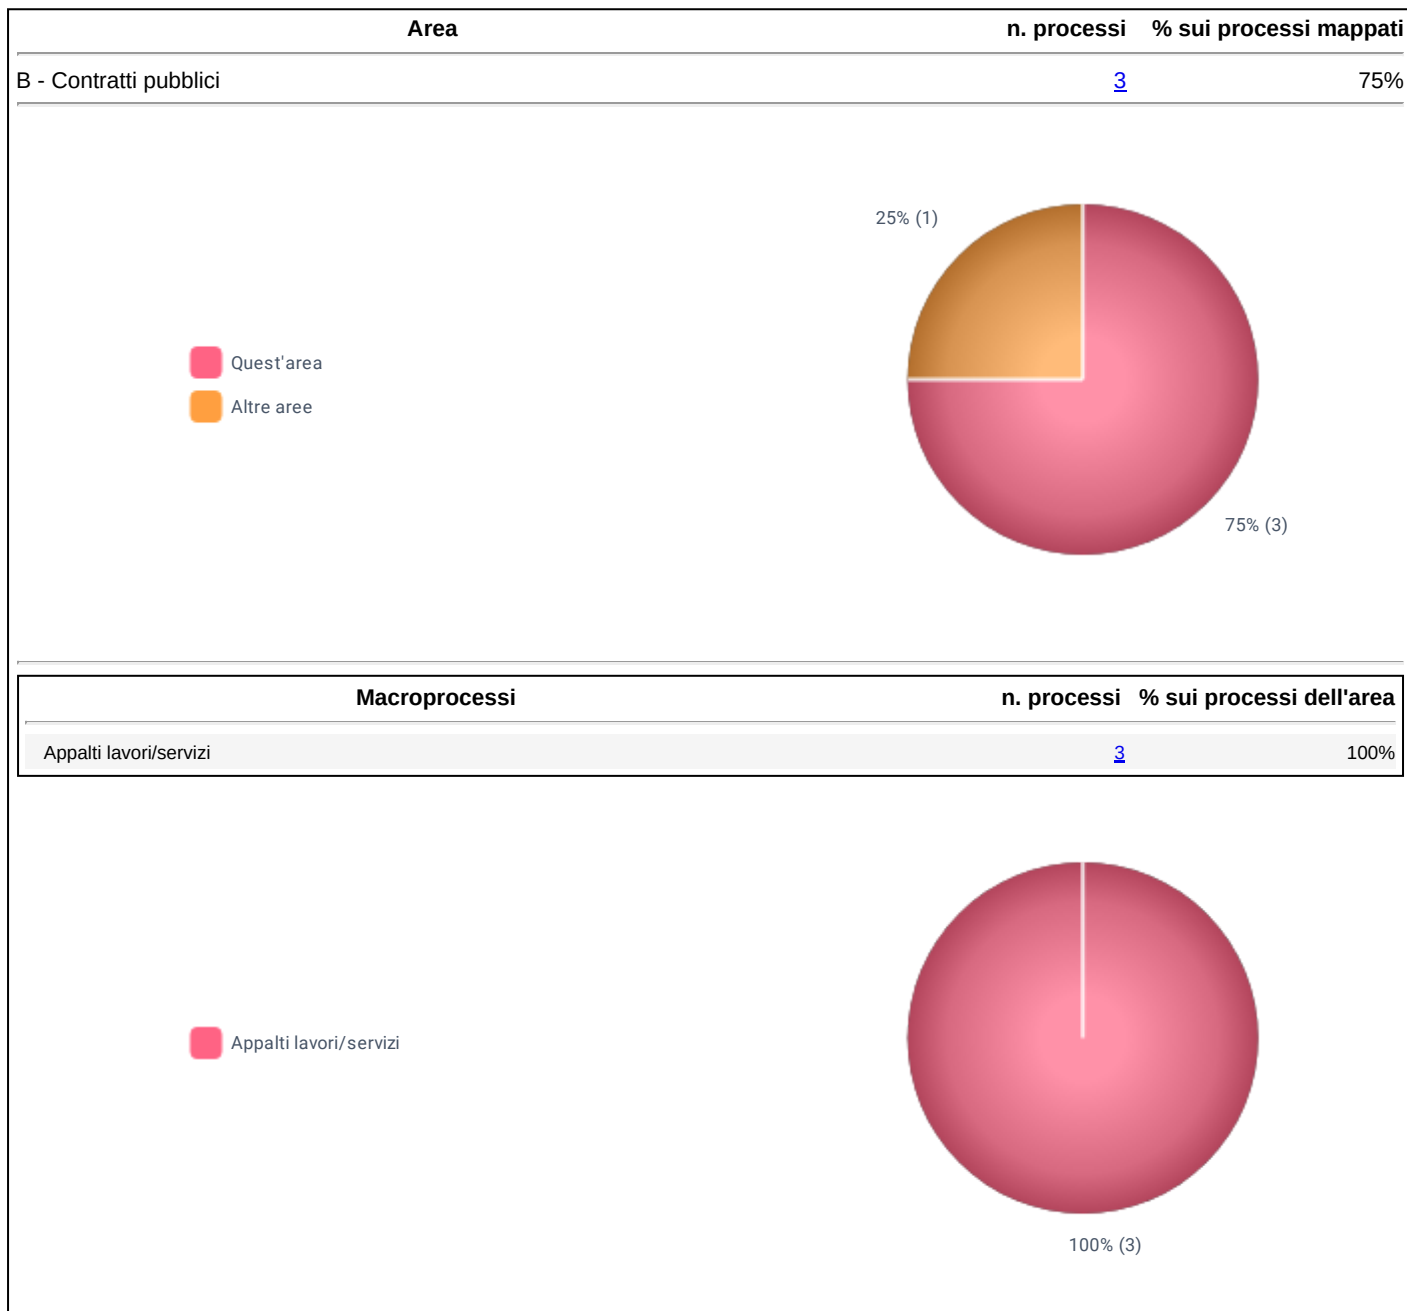 Area n. processi % sui processi mappati
B - Contratti pubblici 3 75%
25% (1)
Quest'area
Altre aree
75% (3)
Macroprocessi n. processi % sui processi dell'area
Appalti lavori/servizi 3 100%
Appalti lavori/servizi
100% (3)